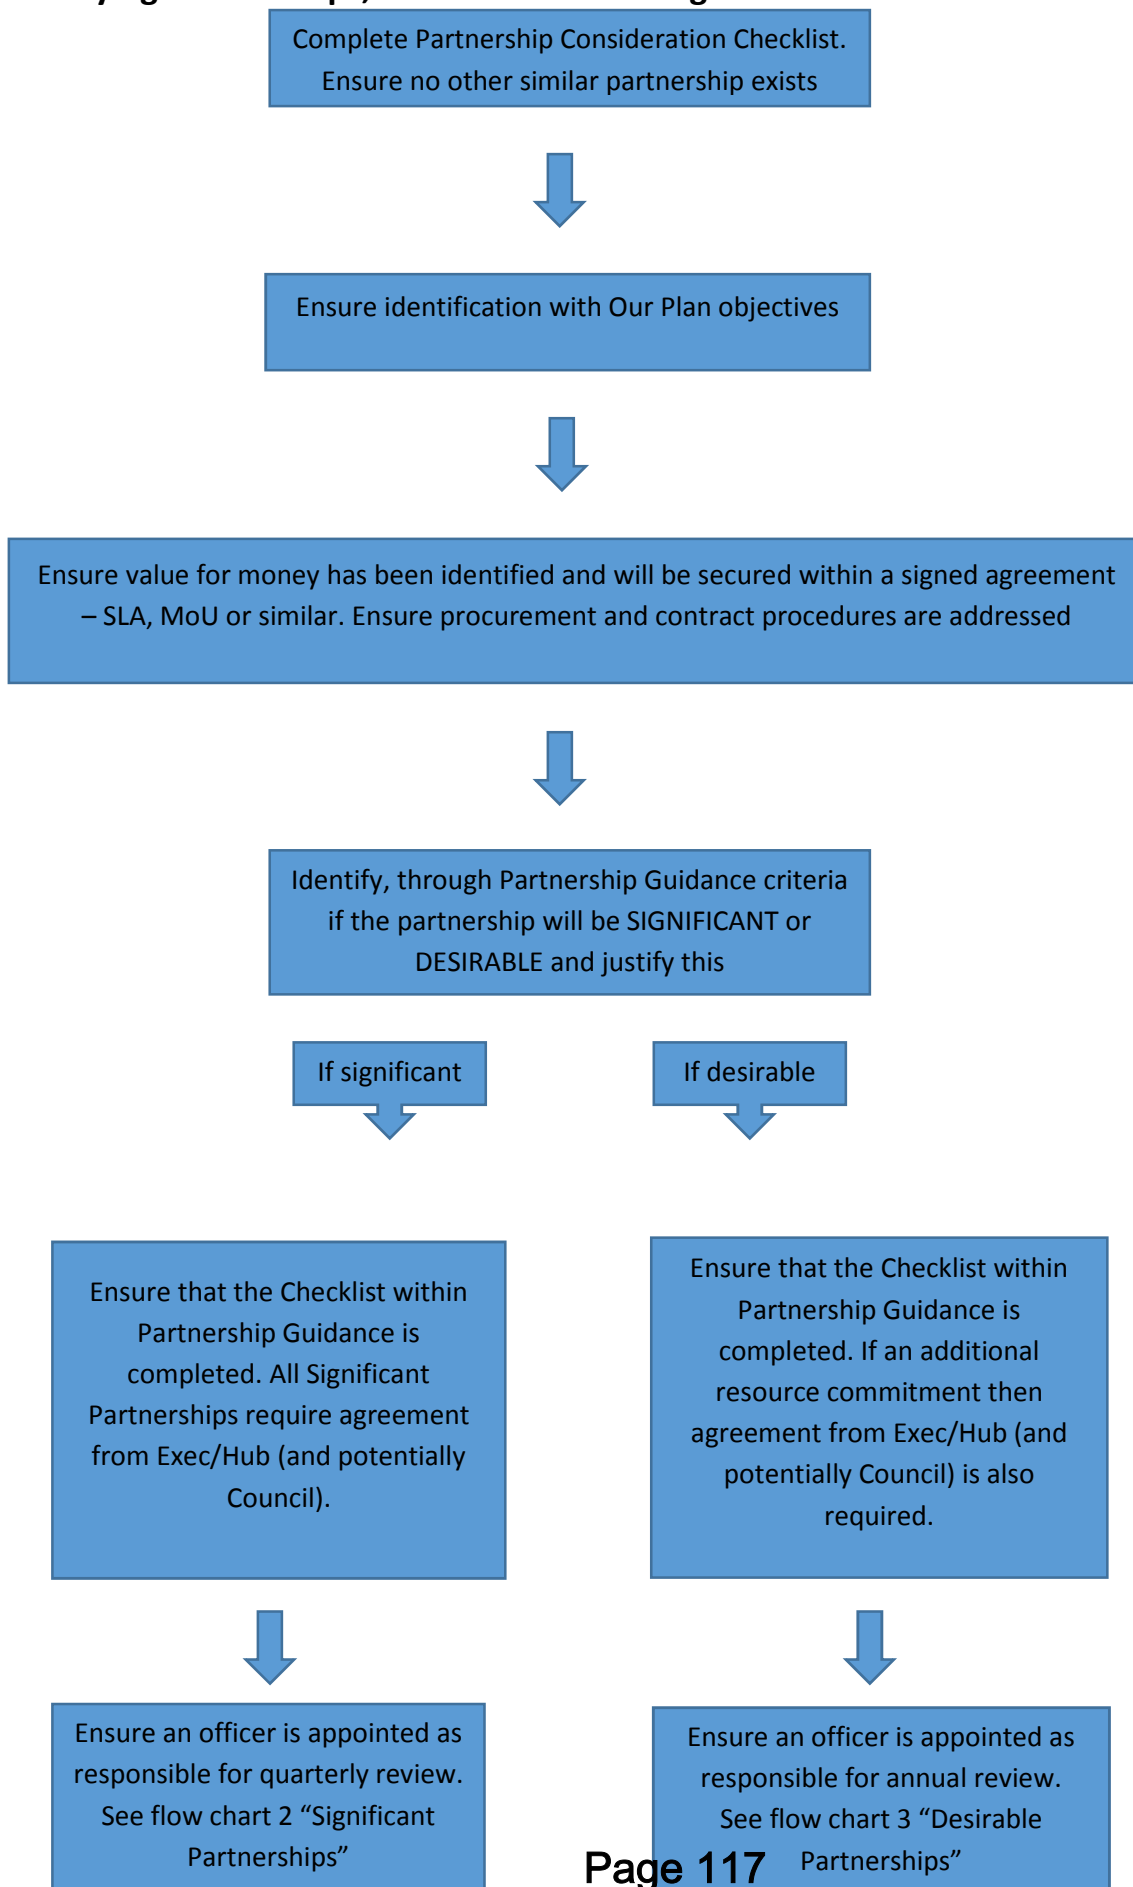 Complete Partnership Consideration Checklist.
Ensure no other similar partnership exists
Ensure identification with Our Plan objectives
Ensure value for money has been identified and will be secured within a signed agreement
– SLA, MoU or similar. Ensure procurement and contract procedures are addressed
Identify, through Partnership Guidance criteria
if the partnership will be SIGNIFICANT or
DESIRABLE and justify this
If significant
If desirable
Ensure that the Checklist within
Partnership Guidance is
completed. All Significant
Partnerships require agreement
from Exec/Hub (and potentially
Council).
Ensure that the Checklist within
Partnership Guidance is
completed. If an additional
resource commitment then
agreement from Exec/Hub (and
potentially Council) is also
required.
Ensure an officer is appointed as
responsible for quarterly review.
See flow chart 2 “Significant
Partnerships”
Ensure an officer is appointed as
responsible for annual review.
See flow chart 3 “Desirable
Partnerships”
Page 117